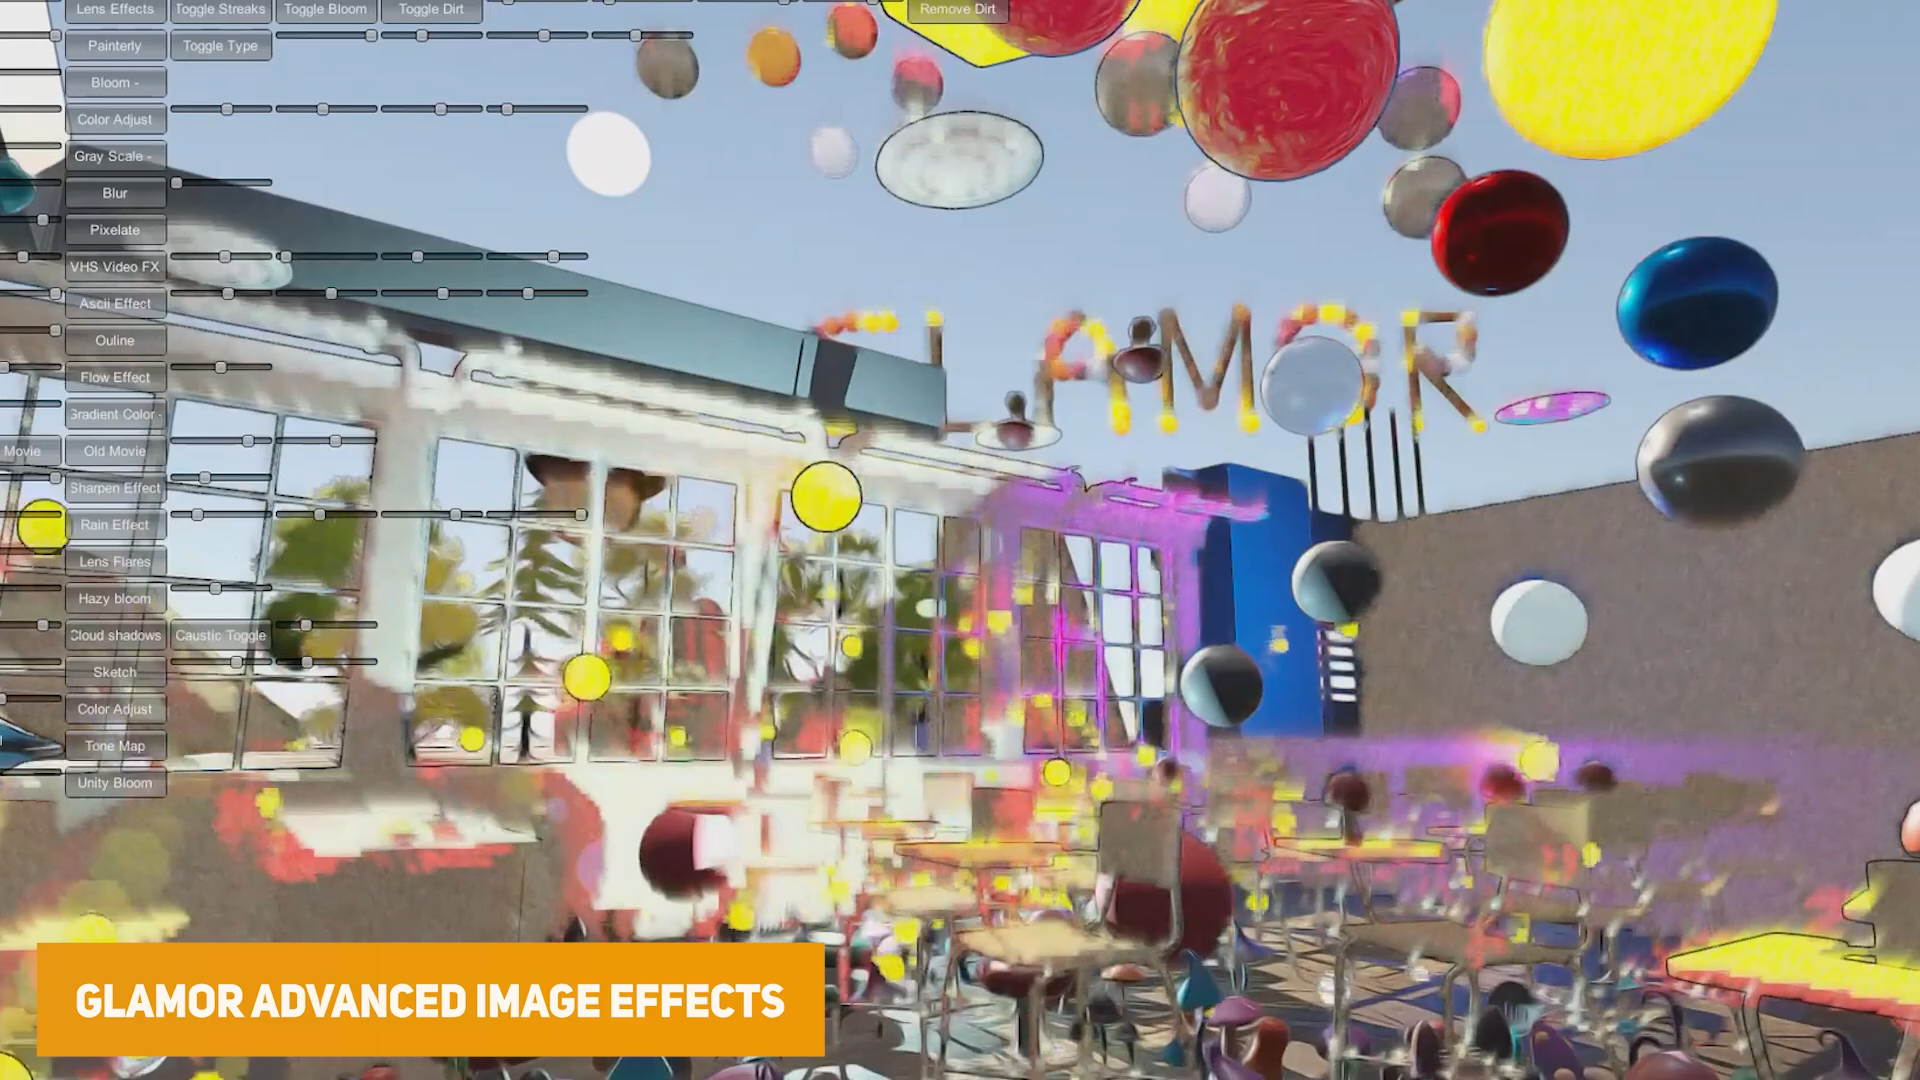 Lens Effects Toggle Streaks Toggle Bloom Toggle Dirt Remove Dirt
Painterly Toggle Type
Bloom -
Color Adjust
Gray Scale -
Blur
Pixelate
VHS Video FX
Ascii Effect
Ouline
Flow Effect
Gradient Color -
Movie Old Movie
Sharpen Effect
Rain Effect
Lens Flares
Hazy bloom
Cloud shadows Caustic Toggle
Sketch
Color Adjust
Tone Map
Unity Bloom
GLAMOR
GLAMOR ADVANCED IMAGE EFFECTS